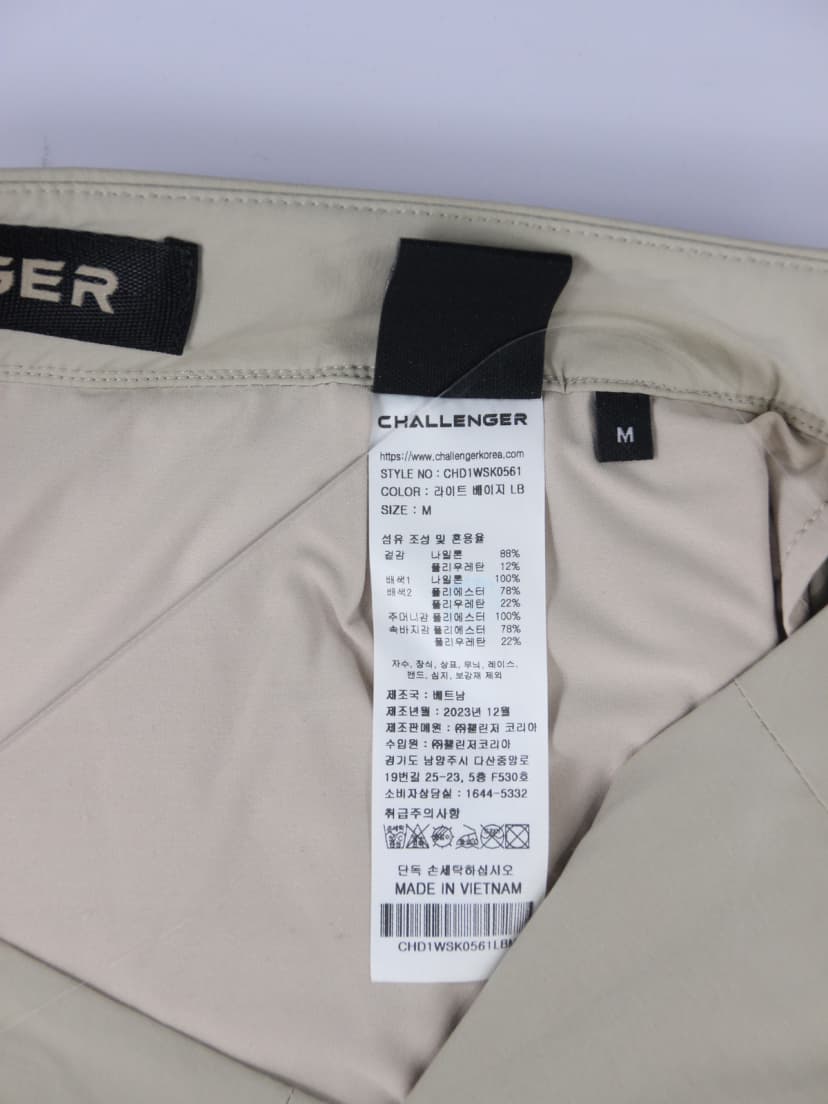 GER
CHALLENGER
M
https://www.challengerkorea.com
STYLE NO : CHD1WSK0561
COLOR : 라이트 베이지 LB
SIZE : M
섬유 조성 및 혼용율
겉감 나일론 88%
폴리우레탄 12%
배색1 나일론 100%
배색2 폴리에스터 78%
폴리우레탄 22%
주머니감 폴리에스터 100%
속바지감 폴리에스터 78%
폴리우레탄 22%
자수, 장식, 상표, 무늬, 레이스,
밴드, 심지, 보강재 제외
제조국 : 베트남
제조년월 : 2023년 12월
제조판매원 : ㈜챌린저 코리아
수입원 : ㈜챌린저코리아
경기도 남양주시 다산중앙로
19번길 25-23, 5층 F530호
소비자상담실 : 1644-5332
취급주의사항
단독 손세탁하십시오
MADE IN VIETNAM
CHD1WSK0561LBM